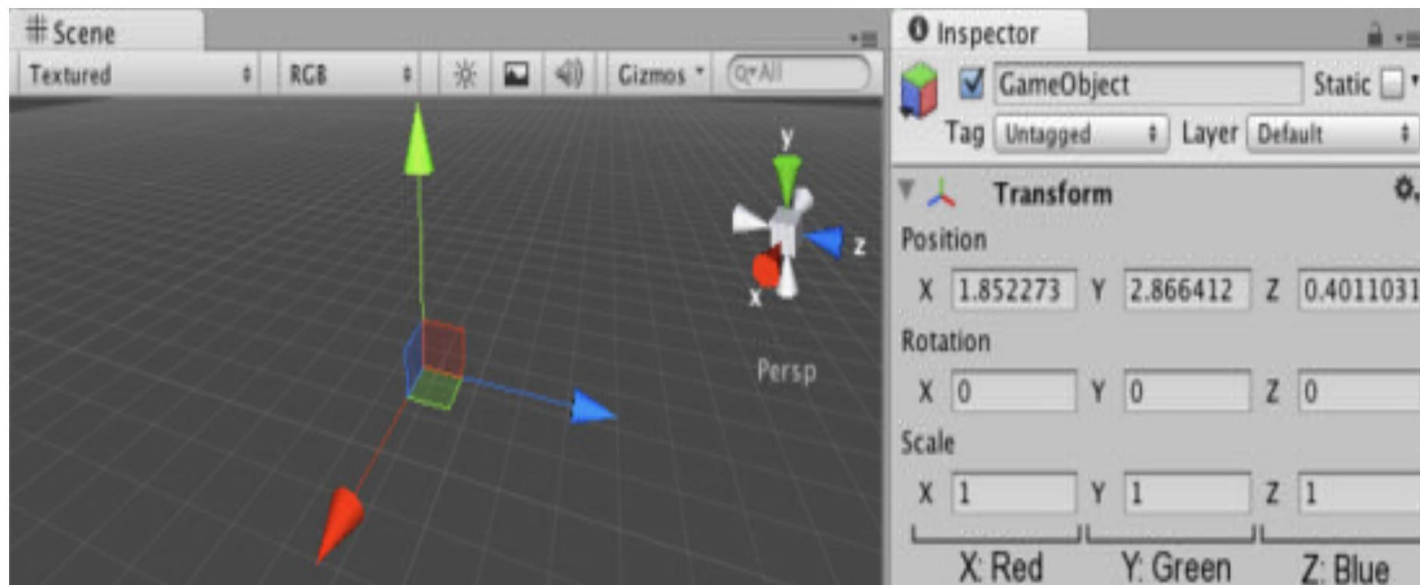 Scene
Textured RGB Gizmos All
y
z
x
Persp
Inspector
GameObject Static
Tag Untagged Layer Default
Transform
Position
X 1.852273 Y 2.866412 Z 0.4011031
Rotation
X 0 Y 0 Z 0
Scale
X 1 Y 1 Z 1
X: Red Y: Green Z: Blue